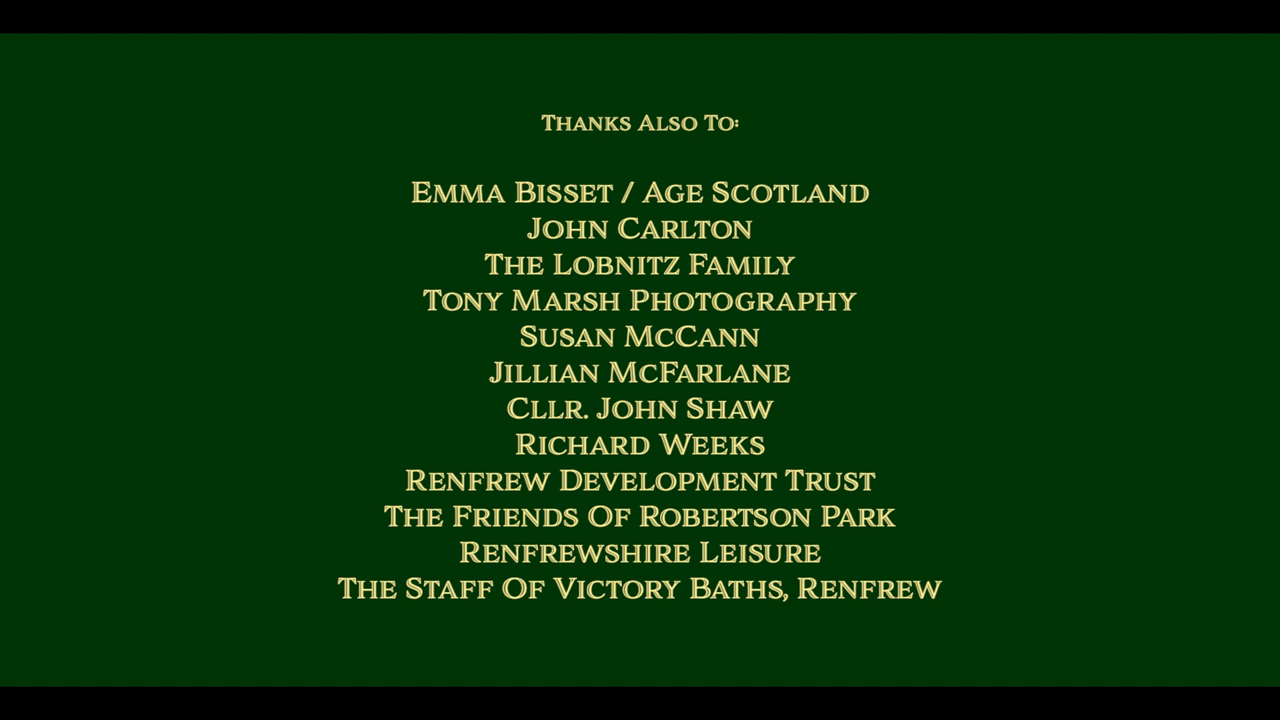 Thanks Also To:
Emma Bisset / Age Scotland
John Carlton
The Lobnitz Family
Tony Marsh Photography
Susan McCann
Jillian McFarlane
Cllr. John Shaw
Richard Weeks
Renfrew Development Trust
The Friends Of Robertson Park
Renfrewshire Leisure
The Staff Of Victory Baths, Renfrew